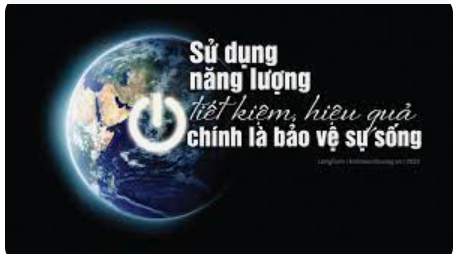 Sử dụng
năng lượng
tiết kiệm, hiệu quả
chính là bảo vệ sự sống